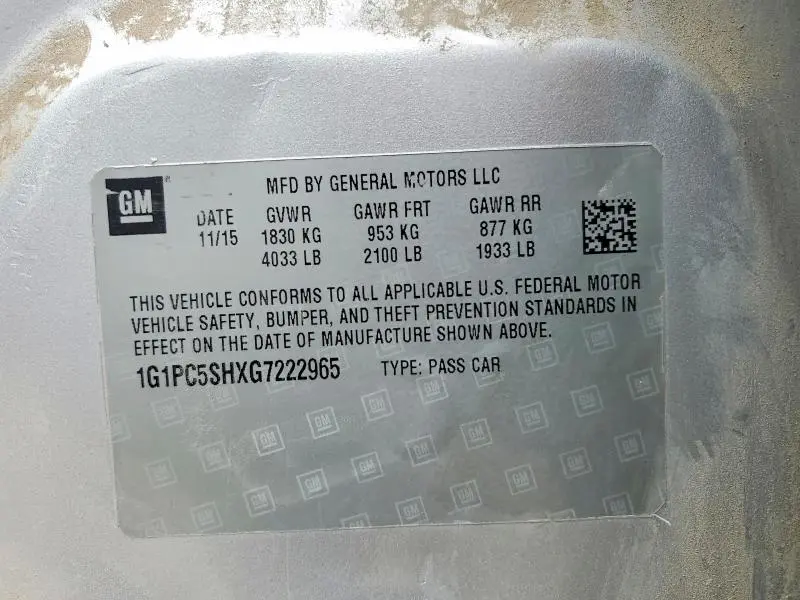 GM
MFD BY GENERAL MOTORS LLC
DATE GVWR GAWR FRT GAWR RR
11/15 1830 KG 953 KG 877 KG
4033 LB 2100 LB 1933 LB
THIS VEHICLE CONFORMS TO ALL APPLICABLE U.S. FEDERAL MOTOR
VEHICLE SAFETY, BUMPER, AND THEFT PREVENTION STANDARDS IN
EFFECT ON THE DATE OF MANUFACTURE SHOWN ABOVE.
1G1PC5SHXG7222965 TYPE: PASS CAR